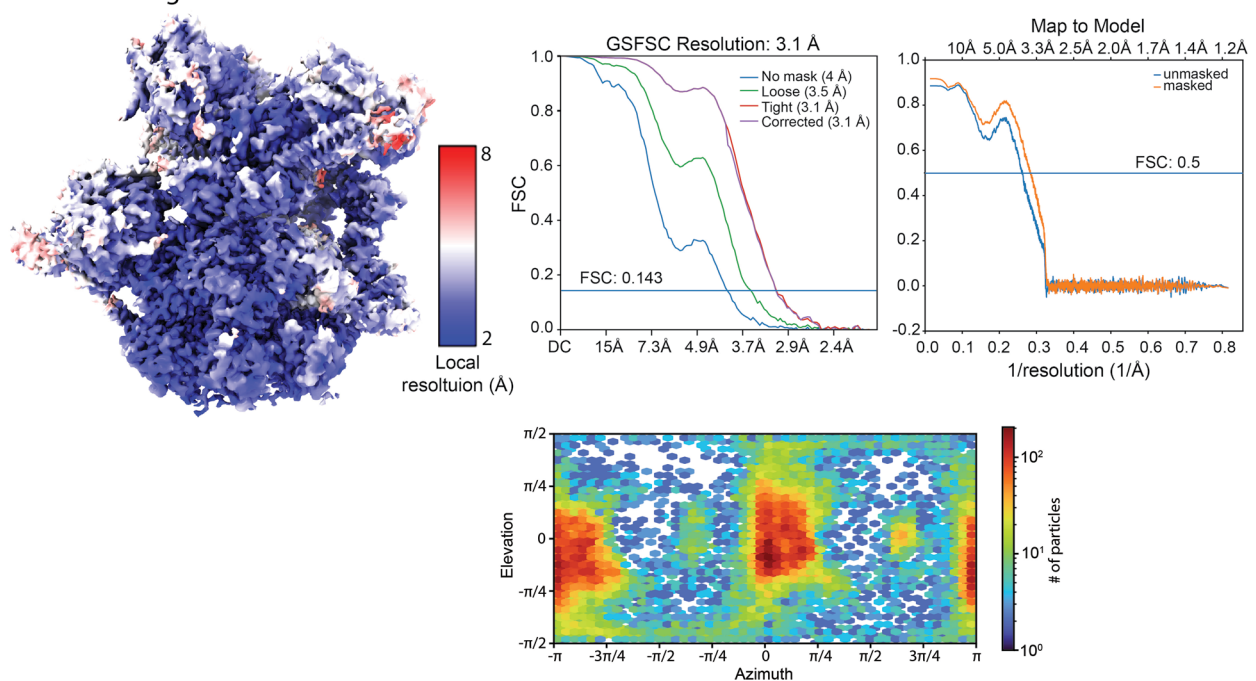 8
2
Local
resoltuion (Å)
GSFSC Resolution: 3.1 Å
No mask (4 Å)
Loose (3.5 Å)
Tight (3.1 Å)
Corrected (3.1 Å)
FSC
1.0
0.8
0.6
0.4
0.2
0.0
FSC: 0.143
DC 15Å 7.3Å 4.9Å 3.7Å 2.9Å 2.4Å
Map to Model
10Å 5.0Å 3.3Å 2.5Å 2.0Å 1.7Å 1.4Å 1.2Å
unmasked
masked
FSC: 0.5
1.0
0.8
0.6
0.4
0.2
0.0
-0.2
0.0 0.1 0.2 0.3 0.4 0.5 0.6 0.7 0.8
1/resolution (1/Å)
Elevation
π/2
π/4
0
-π/4
-π/2
-π -3π/4 -π/2 -π/4 0 π/4 π/2 3π/4 π
Azimuth
10²
10¹
10⁰
# of particles